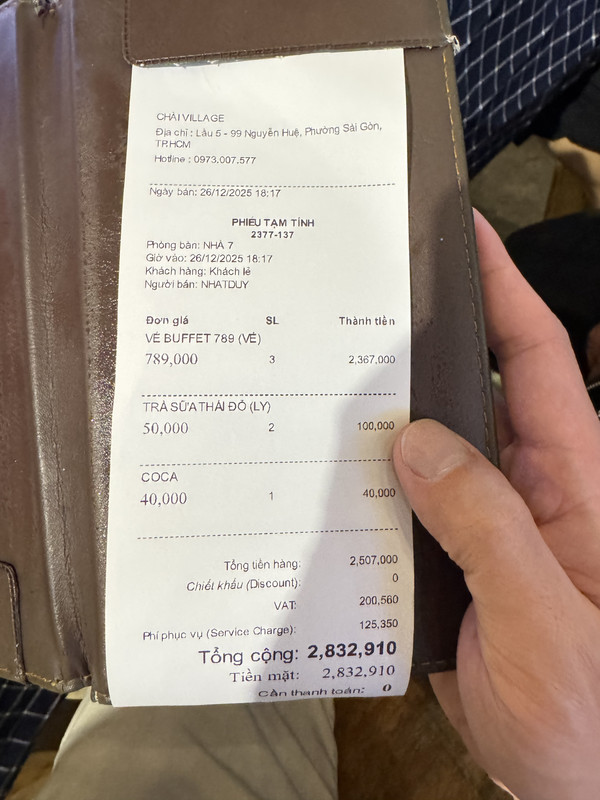 CHÀI VILLAGE
Địa chỉ : Lầu 5 - 99 Nguyễn Huệ, Phường Sài Gòn,
TP.HCM
Hotline : 0973.007.577
Ngày bán: 26/12/2025 18:17
PHIẾU TẠM TÍNH
2377-137
Phòng bàn: NHÀ 7
Giờ vào: 26/12/2025 18:17
Khách hàng: Khách lẻ
Người bán: NHATDUY
Đơn giá SL Thành tiền
VÉ BUFFET 789 (VÉ)
789,000 3 2,367,000
TRÀ SỮA THÁI ĐỎ (LY)
50,000 2 100,000
COCA
40,000 1 40,000
Tổng tiền hàng: 2,507,000
Chiết khấu (Discount): 0
VAT: 200,560
Phí phục vụ (Service Charge): 125,350
Tổng cộng: 2,832,910
Tiền mặt: 2,832,910
Cần thanh toán: 0